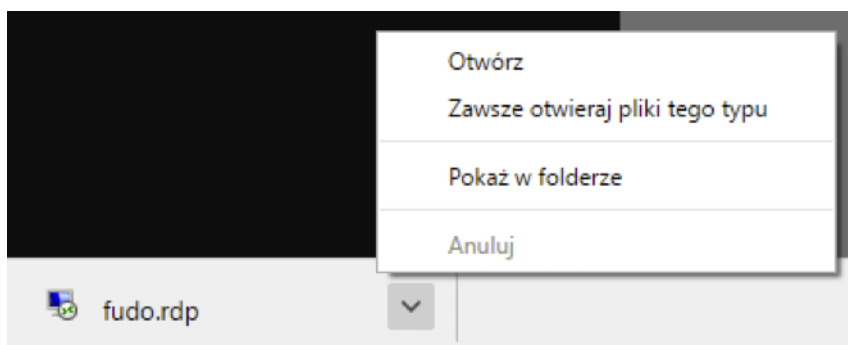 Otwórz
Zawsze otwieraj pliki tego typu
Pokaż w folderze
Anuluj
fudo.rdp